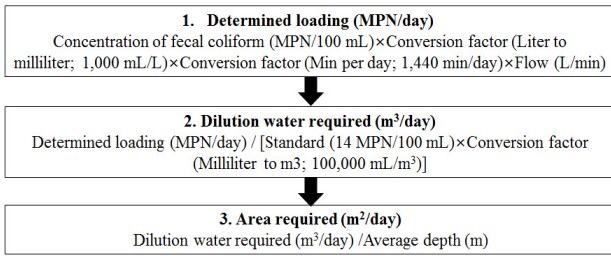 1. Determined loading (MPN/day)
Concentration of fecal coliform (MPN/100 mL)×Conversion factor (Liter to
milliliter; 1,000 mL/L)×Conversion factor (Min per day; 1,440 min/day)×Flow (L/min)
2. Dilution water required (m³/day)
Determined loading (MPN/day) / [Standard (14 MPN/100 mL)×Conversion factor
(Milliliter to m3; 100,000 mL/m³)]
3. Area required (m²/day)
Dilution water required (m³/day) /Average depth (m)